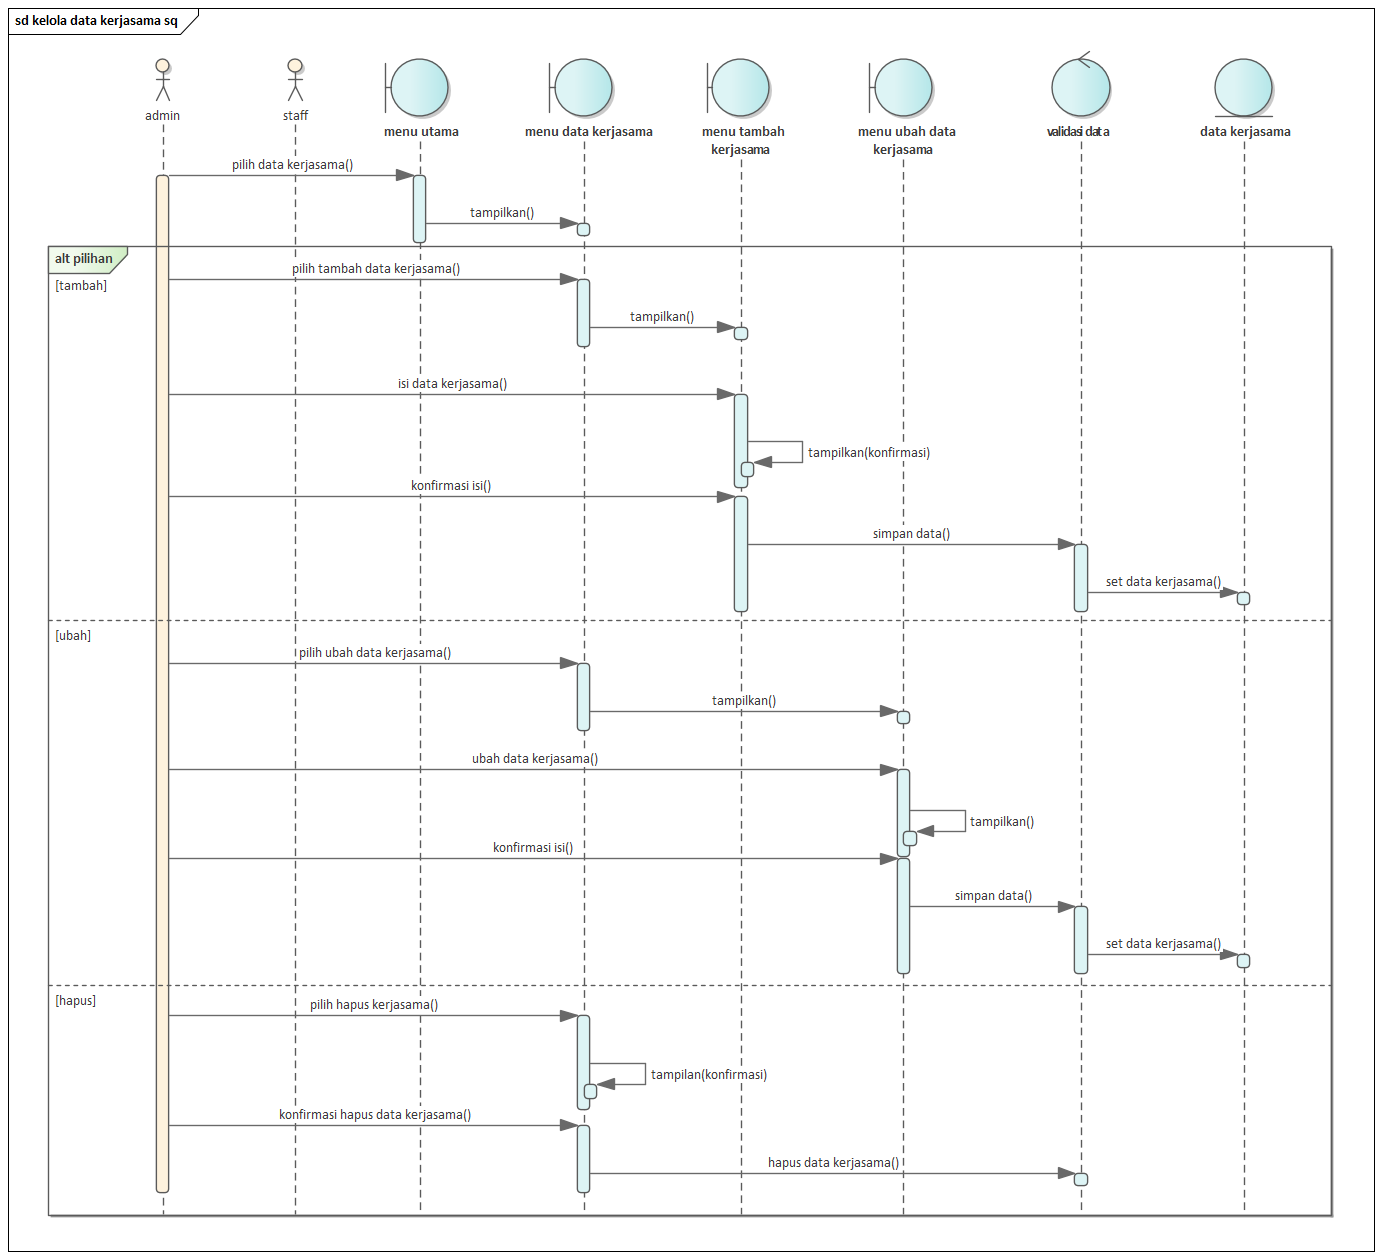 sd kelola data kerjasama sq
admin
staff
menu utama
menu data kerjasama
menu tambah
kerjasama
menu ubah data
kerjasama
validasi data
data kerjasama
pilih data kerjasama()
tampilkan()
alt pilihan
[tambah]
pilih tambah data kerjasama()
tampilkan()
isi data kerjasama()
tampilkan(konfirmasi)
konfirmasi isi()
simpan data()
set data kerjasama()
[ubah]
pilih ubah data kerjasama()
tampilkan()
ubah data kerjasama()
tampilkan()
konfirmasi isi()
simpan data()
set data kerjasama()
[hapus]
pilih hapus kerjasama()
tampilan(konfirmasi)
konfirmasi hapus data kerjasama()
hapus data kerjasama()